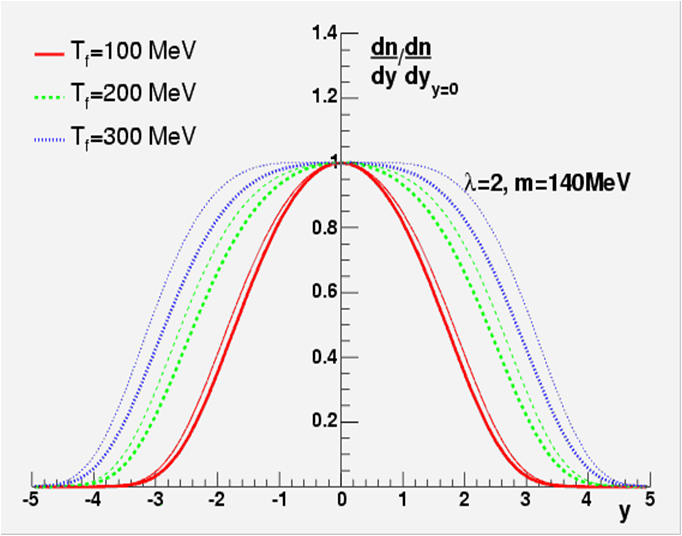 T_f=100 MeV
T_f=200 MeV
T_f=300 MeV
dn/dn
dy dy_y=0
λ=2, m=140MeV
1.4
1.2
1
0.8
0.6
0.4
0.2
-5 -4 -3 -2 -1 0 1 2 3 4 5
y